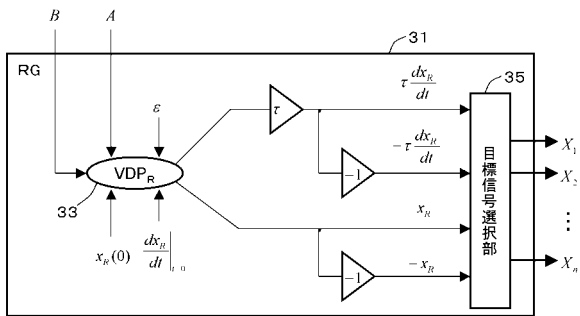 B
A
31
RG
35
ε
τ
τ dx_R/dt
−τ dx_R/dt
−1
VDP_R
33
x_R(0)
dx_R/dt|t=0
x_R
−x_R
−1
目標信号選択部
X_1
X_2
⋮
X_n